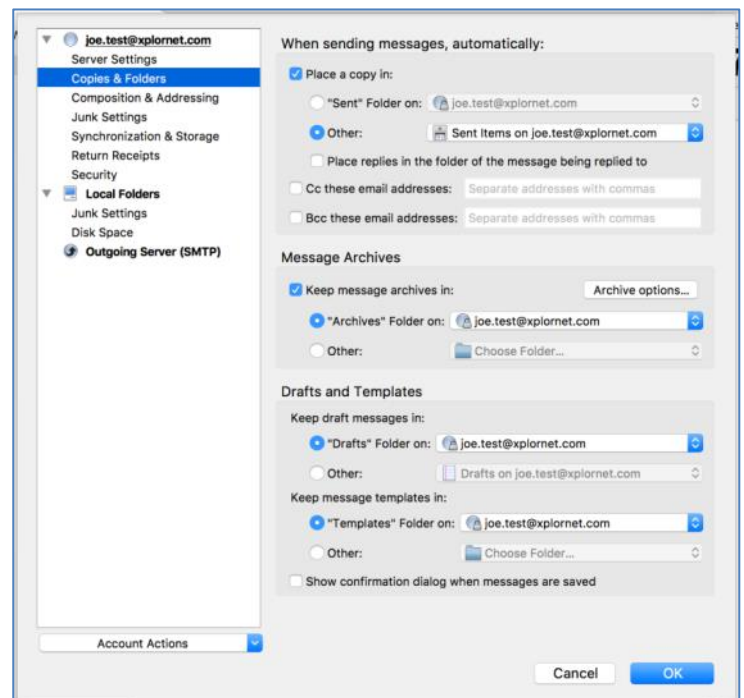 joe.test@xplornet.com
Server Settings
Copies & Folders
Composition & Addressing
Junk Settings
Synchronization & Storage
Return Receipts
Security
Local Folders
Junk Settings
Disk Space
Outgoing Server (SMTP)
Account Actions
When sending messages, automatically:
Place a copy in:
"Sent" Folder on: joe.test@xplornet.com
Other: Sent Items on joe.test@xplornet.com
Place replies in the folder of the message being replied to
Cc these email addresses: Separate addresses with commas
Bcc these email addresses: Separate addresses with commas
Message Archives
Keep message archives in: Archive options...
"Archives" Folder on: joe.test@xplornet.com
Other: Choose Folder...
Drafts and Templates
Keep draft messages in:
"Drafts" Folder on: joe.test@xplornet.com
Other: Drafts on joe.test@xplornet.com
Keep message templates in:
"Templates" Folder on: joe.test@xplornet.com
Other: Choose Folder...
Show confirmation dialog when messages are saved
Cancel OK